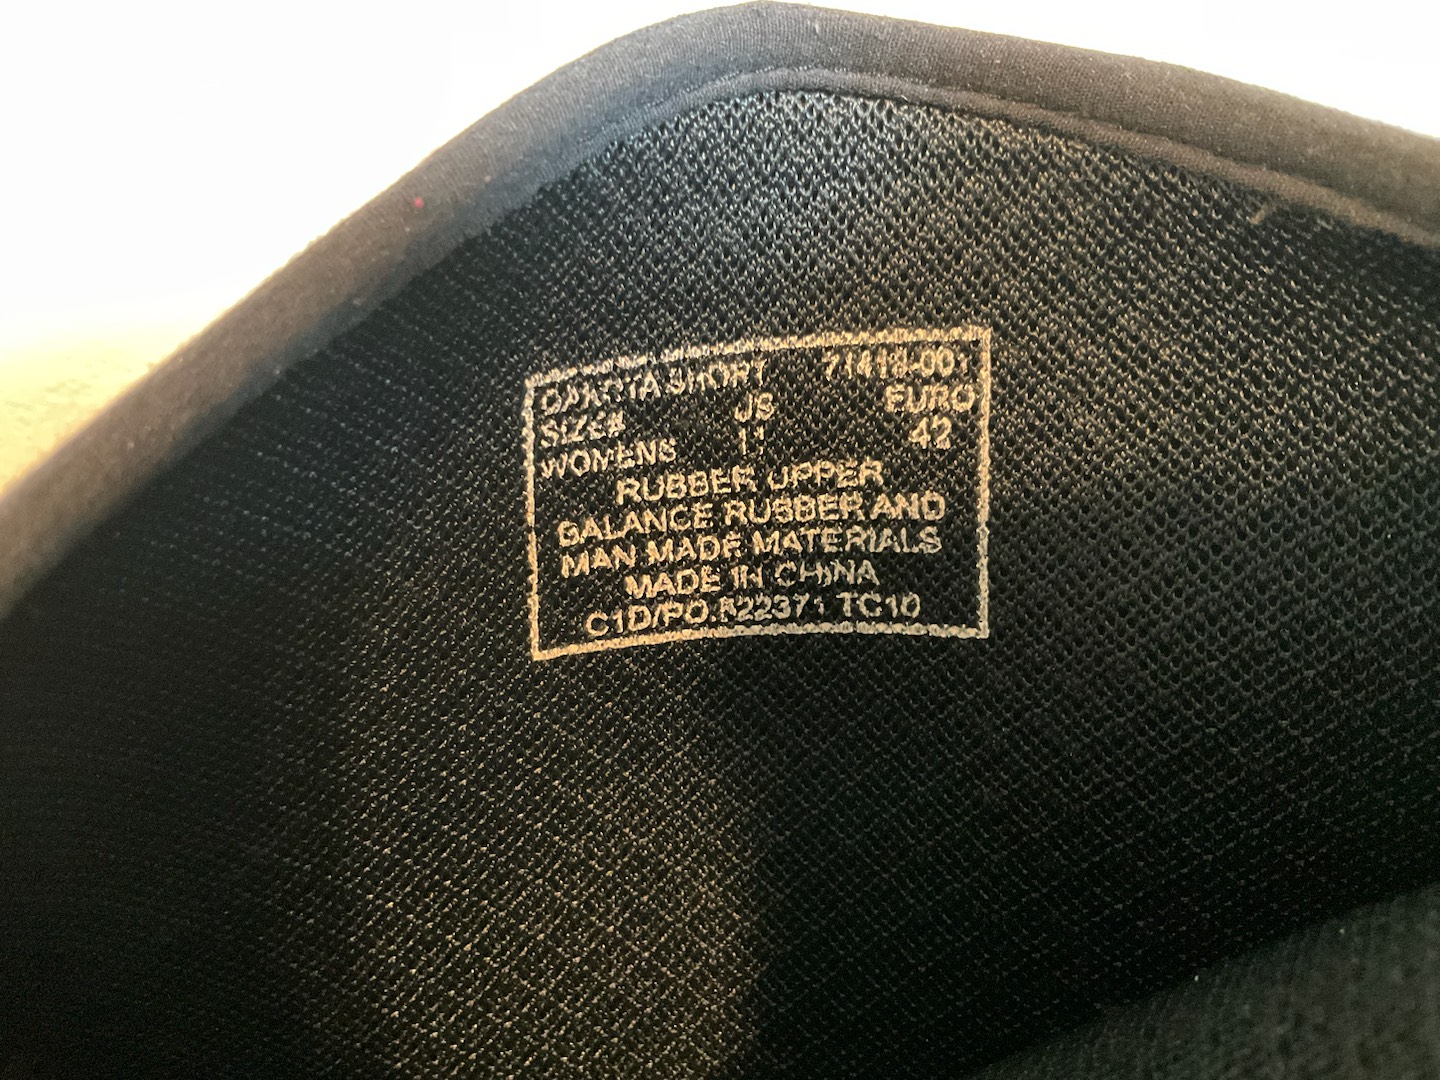 DAKOTA SHORT 71418-001
SIZE# US EURO
WOMENS 11 42
RUBBER UPPER
BALANCE RUBBER AND
MAN MADE MATERIALS
MADE IN CHINA
C1D/PO. TC10